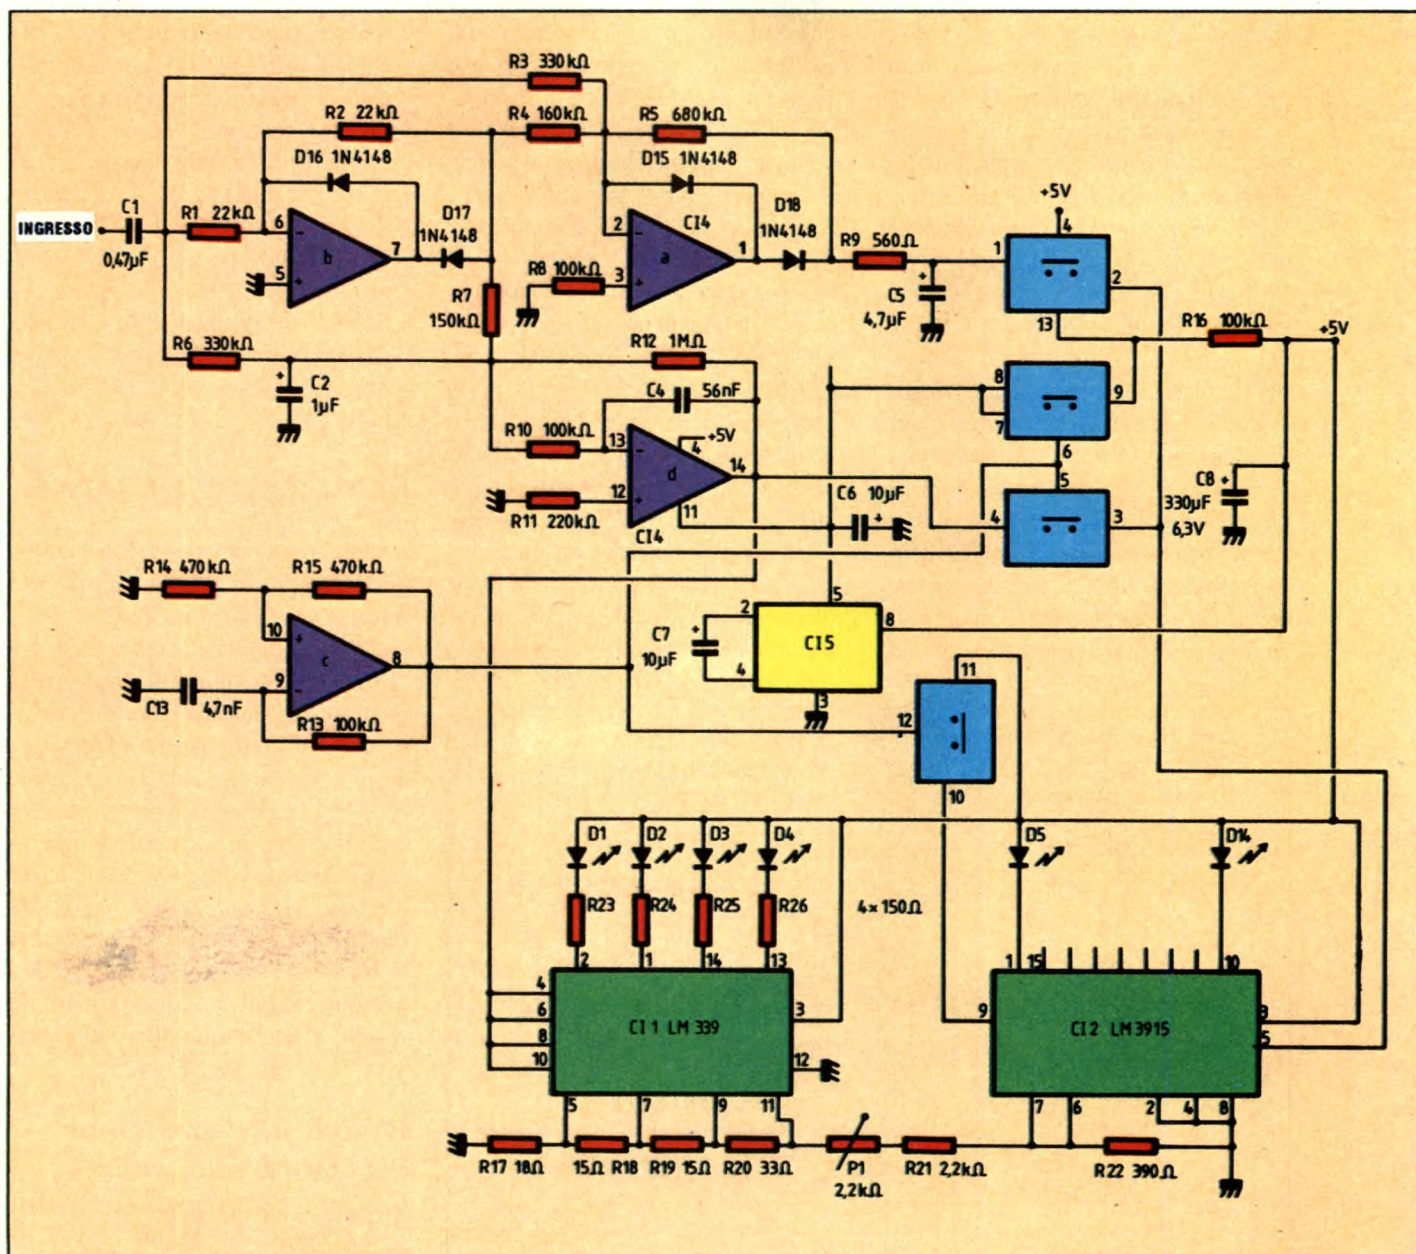 R3 330kΩ
R2 22kΩ
R4 160kΩ
R5 680kΩ
D16 1N4148
D15 1N4148
INGRESSO
C1
0,47µF
R1 22kΩ
6
-
5
+
b
7
D17
1N4148
2
-
3
+
a
CI4
1
D18
1N4148
R9 560Ω
C5
4,7µF
+
R8 100kΩ
R7
150kΩ
+5V
4
1
2
13
R16 100kΩ
+5V
R6 330kΩ
+
C2
1µF
R12 1MΩ
C4
56nF
8
7
9
6
R10 100kΩ
13
-
12
+
d
+5V
4
14
11
R11 220kΩ
CI4
C6 10µF
+
5
4
3
C8
330µF
6,3V
+
R14 470kΩ
R15 470kΩ
10
+
9
-
c
8
C13
4,7nF
R13 100kΩ
C7
10µF
+
2
4
5
8
3
CI5
11
12
10
D1
D2
D3
D4
D5
D14
R23
R24
R25
R26
4×150Ω
2
1
14
13
4
6
8
10
3
12
CI1 LM339
5
7
9
11
1
15
10
9
3
5
CI2 LM3915
7
6
2
4
8
R17 18Ω
15Ω R18
R19 15Ω
R20 33Ω
P1
2,2kΩ
R21 2,2kΩ
R22 390Ω